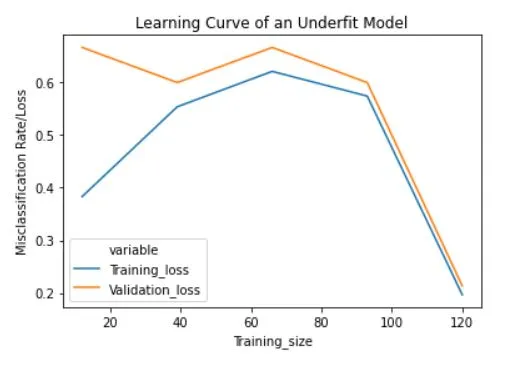 Learning Curve of an Underfit Model
Misclassification Rate/Loss
0.6
0.5
0.4
0.3
0.2
variable
Training_loss
Validation_loss
20
40
60
80
100
120
Training_size